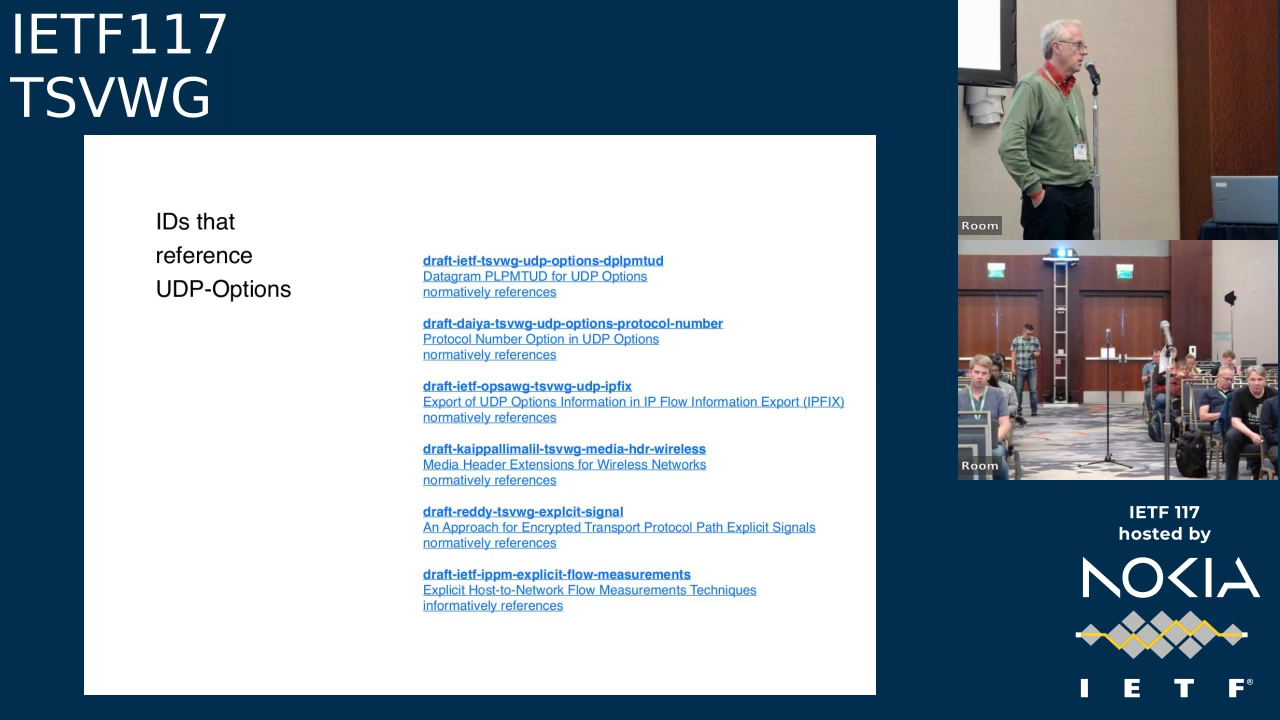 IETF117
TSVWG
IDs that
reference
UDP-Options
draft-ietf-tsvwg-udp-options-dplpmtud
Datagram PLPMTUD for UDP Options
normatively references
draft-daiya-tsvwg-udp-options-protocol-number
Protocol Number Option in UDP Options
normatively references
draft-ietf-opsawg-tsvwg-udp-ipfix
Export of UDP Options Information in IP Flow Information Export (IPFIX)
normatively references
draft-kaippallimalil-tsvwg-media-hdr-wireless
Media Header Extensions for Wireless Networks
normatively references
draft-reddy-tsvwg-explcit-signal
An Approach for Encrypted Transport Protocol Path Explicit Signals
normatively references
draft-ietf-ippm-explicit-flow-measurements
Explicit Host-to-Network Flow Measurements Techniques
informatively references
Room
Room
IETF 117
hosted by
NOKIA
I E T F®